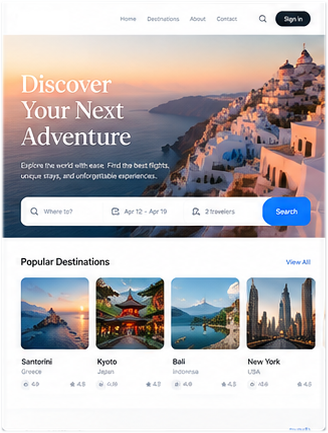 Home Destinations About Contact Sign in
Discover
Your Next
Adventure
Explore the world with ease. Find the best flights,
unique stays, and unforgettable experiences.
Where to? Apr 12 – Apr 19 2 travelers Search
Popular Destinations View All
Santorini Kyoto Bali New York
Greece Japan USA
4.9 4.5 4.5 4.5